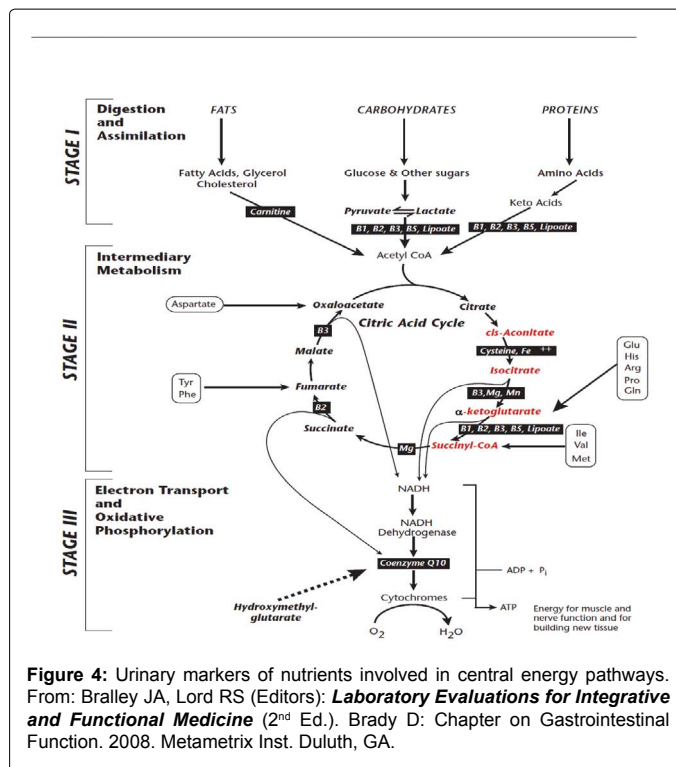 STAGE I
Digestion
and
Assimilation
FATS
CARBOHYDRATES
PROTEINS
Fatty Acids, Glycerol
Cholesterol
Glucose & Other sugars
Amino Acids
Keto Acids
Carnitine
Pyruvate Lactate
B1, B2, B3, B5, Lipoate
B1, B2, B3, B5, Lipoate
Acetyl CoA
STAGE II
Intermediary
Metabolism
Aspartate
Oxaloacetate
Citrate
Citric Acid Cycle
cis-Aconitate
B3
Cysteine, Fe ++
Malate
Isocitrate
Glu
His
Arg
Pro
Gln
B3,Mg, Mn
Tyr
Phe
Fumarate
α-ketoglutarate
B2
B1, B2, B3, B5, Lipoate
Succinate
Mg
Succinyl-CoA
Ile
Val
Met
STAGE III
Electron Transport
and
Oxidative
Phosphorylation
NADH
NADH
Dehydrogenase
Coenzyme Q10
ADP + Pi
Cytochromes
Hydroxymethyl-
glutarate
ATP
Energy for muscle and
nerve function and for
building new tissue
O2
H2O
Figure 4: Urinary markers of nutrients involved in central energy pathways.
From: Bralley JA, Lord RS (Editors): Laboratory Evaluations for Integrative
and Functional Medicine (2nd Ed.). Brady D: Chapter on Gastrointestinal
Function. 2008. Metametrix Inst. Duluth, GA.